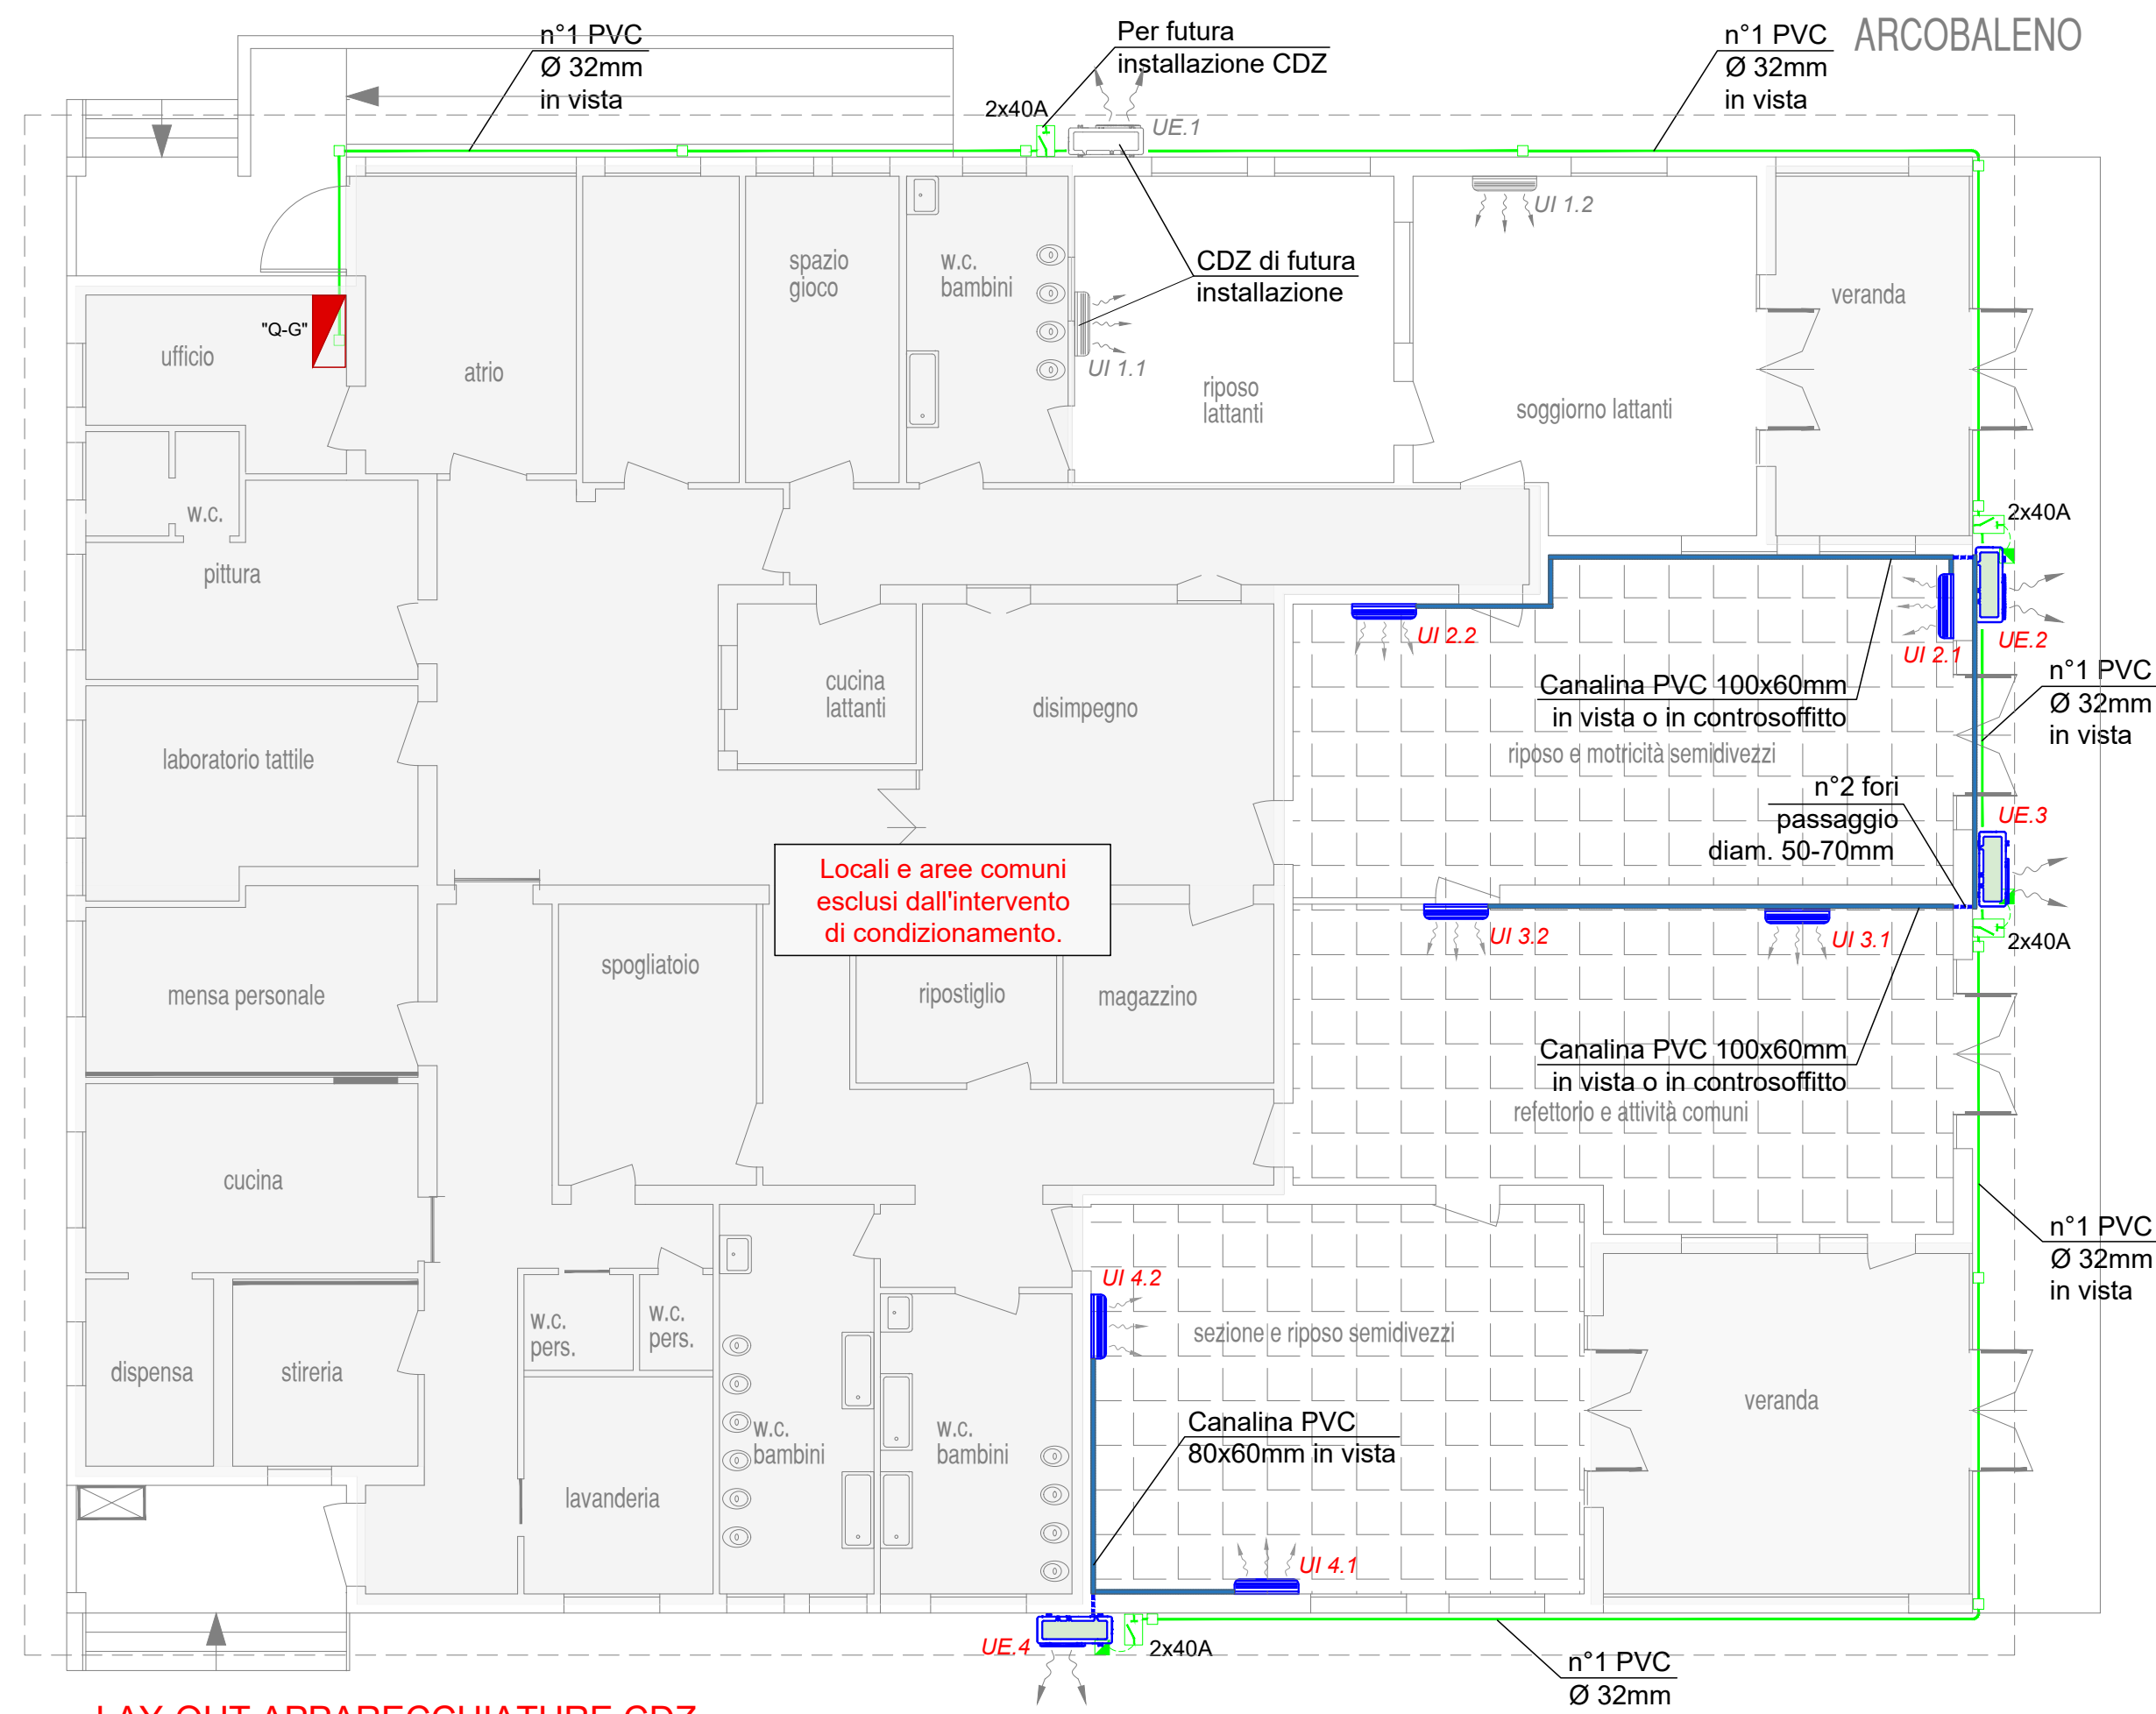 n°1 PVC
Ø 32mm
in vista
Per futura
installazione CDZ
2x40A
UE.1
n°1 PVC
Ø 32mm
in vista
ARCOBALENO
UI 1.2
CDZ di futura
installazione
UI 1.1
"Q-G"
ufficio
atrio
spazio
gioco
w.c.
bambini
riposo
lattanti
soggiorno lattanti
veranda
w.c.
pittura
2x40A
UI 2.2
UI 2.1
UE.2
n°1 PVC
Ø 32mm
in vista
Canalina PVC 100x60mm
in vista o in controsoffitto
riposo e motricità semidivezzi
cucina
lattanti
disimpegno
laboratorio tattile
n°2 fori
passaggio
diam. 50-70mm
UE.3
Locali e aree comuni
esclusi dall'intervento
di condizionamento.
UI 3.2
UI 3.1
2x40A
spogliatoio
ripostiglio
magazzino
mensa personale
Canalina PVC 100x60mm
in vista o in controsoffitto
refettorio e attività comuni
cucina
n°1 PVC
Ø 32mm
in vista
UI 4.2
sezione e riposo semidivezzi
w.c.
pers.
w.c.
pers.
dispensa
stireria
veranda
w.c.
bambini
w.c.
bambini
Canalina PVC
80x60mm in vista
lavanderia
UI 4.1
UE.4
2x40A
n°1 PVC
Ø 32mm
LAY-OUT APPARECCHIATURE CDZ